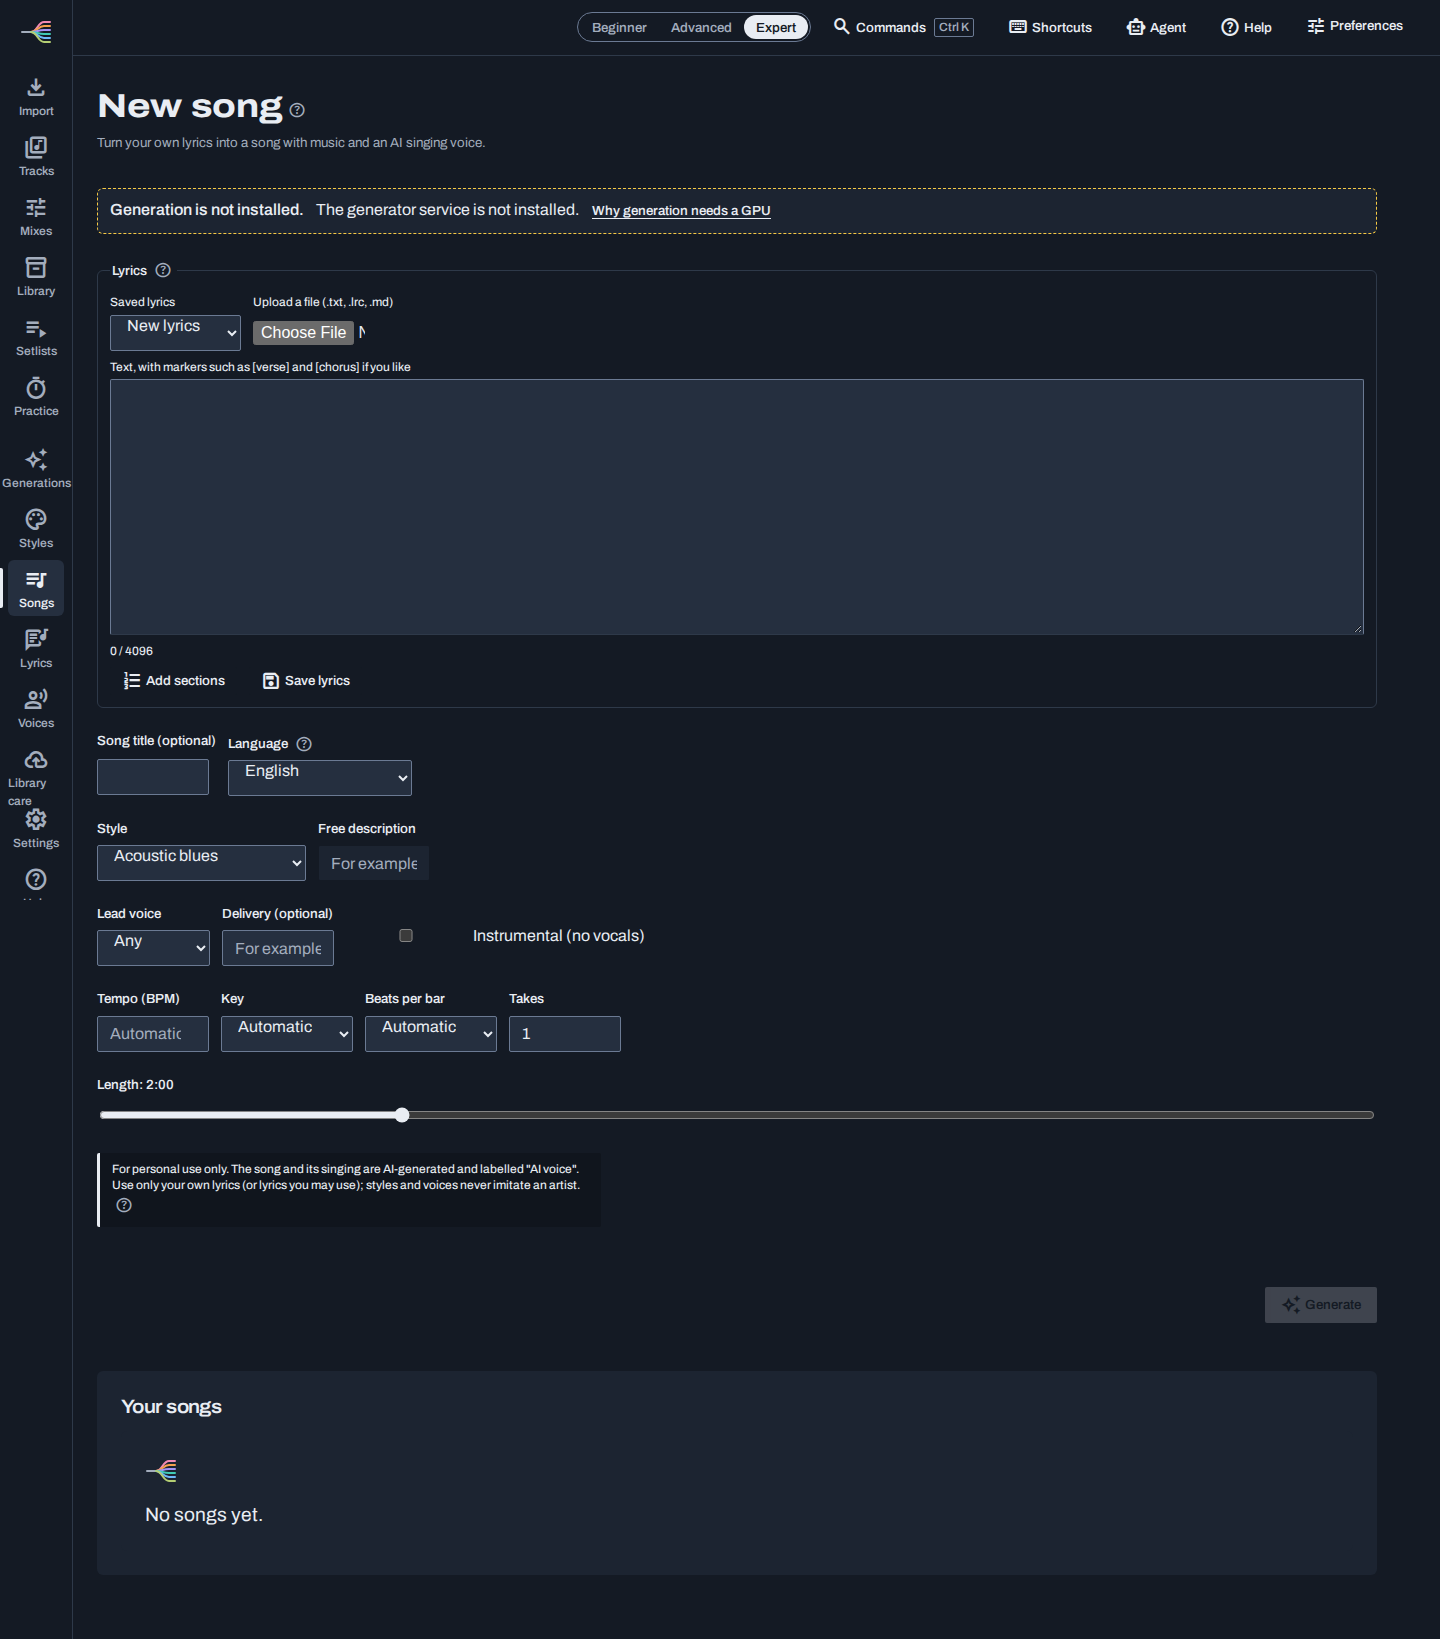 Beginner
Advanced
Expert
Commands
Ctrl K
Shortcuts
Agent
Help
Preferences
Import
Tracks
Mixes
Library
Setlists
Practice
Generations
Styles
Songs
Lyrics
Voices
Library care
Settings
New song
Turn your own lyrics into a song with music and an AI singing voice.
Generation is not installed. The generator service is not installed. Why generation needs a GPU
Lyrics
Saved lyrics
Upload a file (.txt, .lrc, .md)
New lyrics
Choose File
Text, with markers such as [verse] and [chorus] if you like
0 / 4096
Add sections
Save lyrics
Song title (optional)
Language
English
Style
Free description
Acoustic blues
For example
Lead voice
Delivery (optional)
Any
For example
Instrumental (no vocals)
Tempo (BPM)
Key
Beats per bar
Takes
Automatic
Automatic
Automatic
1
Length: 2:00
For personal use only. The song and its singing are AI-generated and labelled "AI voice".
Use only your own lyrics (or lyrics you may use); styles and voices never imitate an artist.
Generate
Your songs
No songs yet.